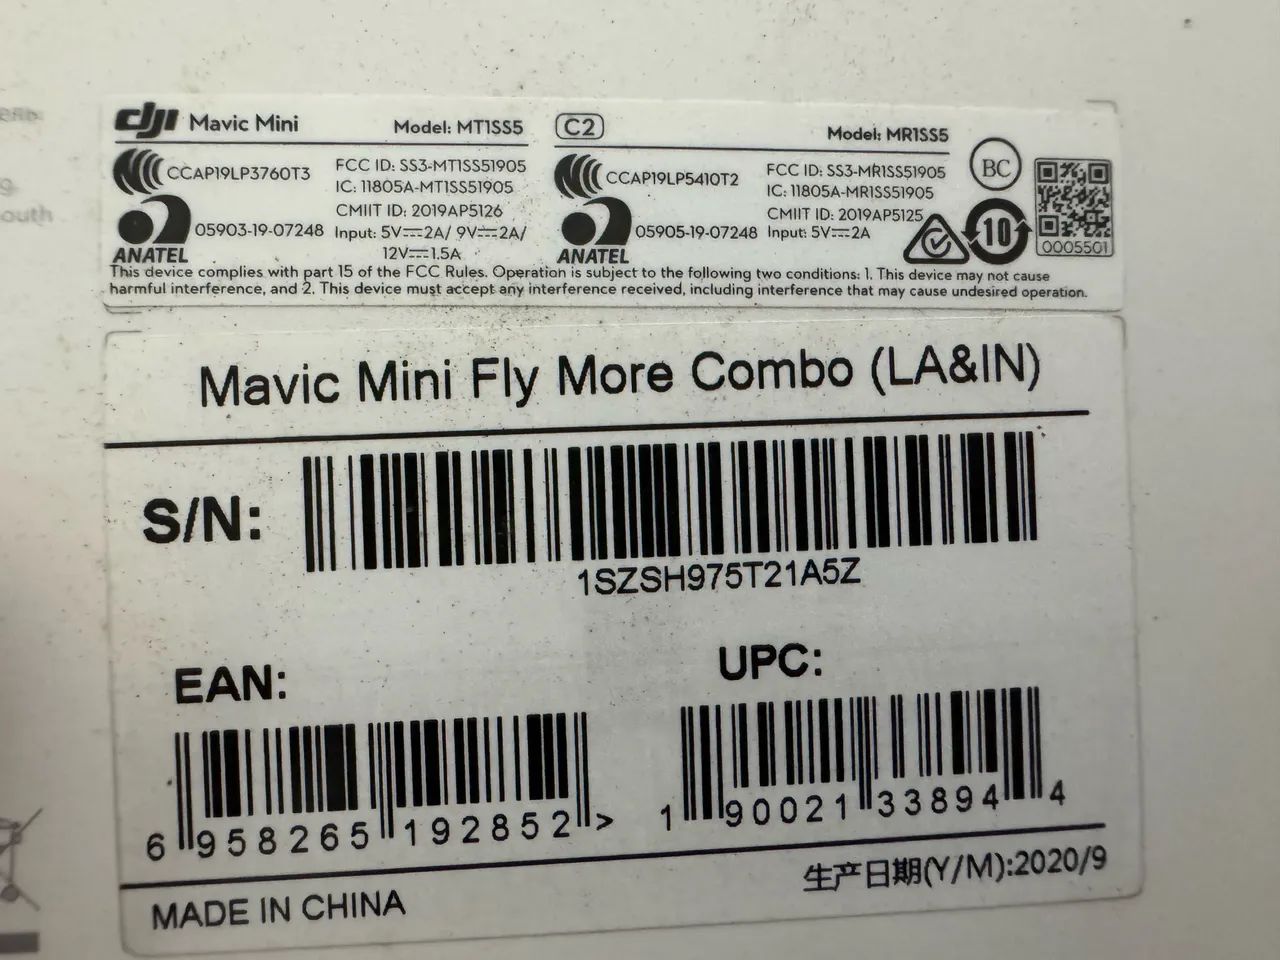 dji Mavic Mini Model: MT1SS5
CCAP19LP3760T3
FCC ID: SS3-MT1SS51905
IC: 11805A-MT1SS51905
CMIIT ID: 2019AP5126
ANATEL 05903-19-07248
Input: 5V⎓2A/ 9V⎓2A/
12V⎓1.5A
C2 Model: MR1SS5
CCAP19LP5410T2
FCC ID: SS3-MR1SS51905
IC: 11805A-MR1SS51905
CMIIT ID: 2019AP5125
ANATEL 05905-19-07248
Input: 5V⎓2A
BC
10
0005501
This device complies with part 15 of the FCC Rules. Operation is subject to the following two conditions: 1. This device may not cause
harmful interference, and 2. This device must accept any interference received, including interference that may cause undesired operation.
Mavic Mini Fly More Combo (LA&IN)
S/N:
1SZSH975T21A5Z
EAN:
6 958265 192852 >
UPC:
1 90021 33894 4
生产日期(Y/M):2020/9
MADE IN CHINA